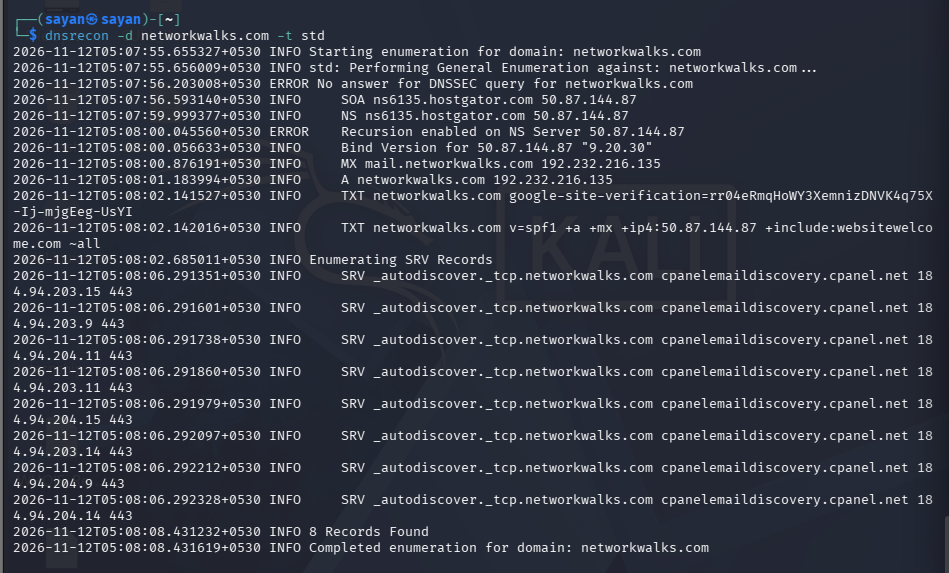 ┌──(sayan㉿sayan)-[~]
└─$ dnsrecon -d networkwalks.com -t std
2026-11-12T05:07:55.655327+0530 INFO Starting enumeration for domain: networkwalks.com
2026-11-12T05:07:55.656009+0530 INFO std: Performing General Enumeration against: networkwalks.com...
2026-11-12T05:07:56.203008+0530 ERROR No answer for DNSSEC query for networkwalks.com
2026-11-12T05:07:56.593140+0530 INFO     SOA ns6135.hostgator.com 50.87.144.87
2026-11-12T05:07:59.999377+0530 INFO     NS ns6135.hostgator.com 50.87.144.87
2026-11-12T05:08:00.045560+0530 ERROR    Recursion enabled on NS Server 50.87.144.87
2026-11-12T05:08:00.056633+0530 INFO     Bind Version for 50.87.144.87 "9.20.30"
2026-11-12T05:08:00.876191+0530 INFO     MX mail.networkwalks.com 192.232.216.135
2026-11-12T05:08:01.183994+0530 INFO     A networkwalks.com 192.232.216.135
2026-11-12T05:08:02.141527+0530 INFO     TXT networkwalks.com google-site-verification=rr04eRmqHoWY3XemnizDNVK4q75X
-Ij-mjgEeg-UsYI
2026-11-12T05:08:02.142016+0530 INFO     TXT networkwalks.com v=spf1 +a +mx +ip4:50.87.144.87 +include:websitewelco
me.com ~all
2026-11-12T05:08:02.685011+0530 INFO Enumerating SRV Records
2026-11-12T05:08:06.291351+0530 INFO     SRV _autodiscover._tcp.networkwalks.com cpanelemaildiscovery.cpanel.net 18
4.94.203.15 443
2026-11-12T05:08:06.291601+0530 INFO     SRV _autodiscover._tcp.networkwalks.com cpanelemaildiscovery.cpanel.net 18
4.94.203.9 443
2026-11-12T05:08:06.291738+0530 INFO     SRV _autodiscover._tcp.networkwalks.com cpanelemaildiscovery.cpanel.net 18
4.94.204.11 443
2026-11-12T05:08:06.291860+0530 INFO     SRV _autodiscover._tcp.networkwalks.com cpanelemaildiscovery.cpanel.net 18
4.94.203.11 443
2026-11-12T05:08:06.291979+0530 INFO     SRV _autodiscover._tcp.networkwalks.com cpanelemaildiscovery.cpanel.net 18
4.94.204.15 443
2026-11-12T05:08:06.292097+0530 INFO     SRV _autodiscover._tcp.networkwalks.com cpanelemaildiscovery.cpanel.net 18
4.94.203.14 443
2026-11-12T05:08:06.292212+0530 INFO     SRV _autodiscover._tcp.networkwalks.com cpanelemaildiscovery.cpanel.net 18
4.94.204.9 443
2026-11-12T05:08:06.292328+0530 INFO     SRV _autodiscover._tcp.networkwalks.com cpanelemaildiscovery.cpanel.net 18
4.94.204.14 443
2026-11-12T05:08:08.431232+0530 INFO 8 Records Found
2026-11-12T05:08:08.431619+0530 INFO Completed enumeration for domain: networkwalks.com
KALI